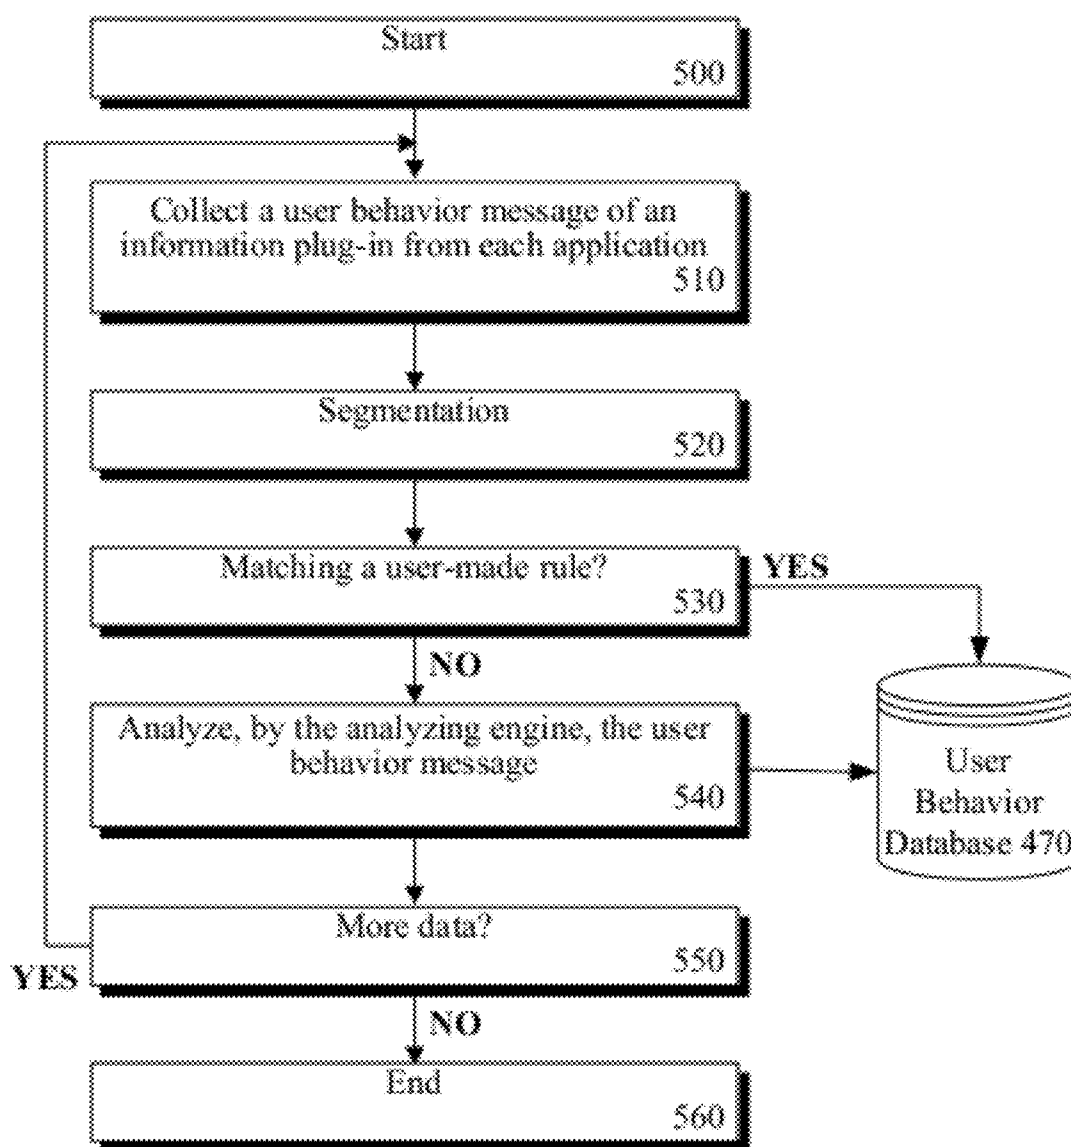 Start
500
Collect a user behavior message of an
information plug-in from each application
510
Segmentation
520
Matching a user-made rule?
530
YES
NO
Analyze, by the analyzing engine, the user
behavior message
540
User
Behavior
Database 470
More data?
550
YES
NO
End
560